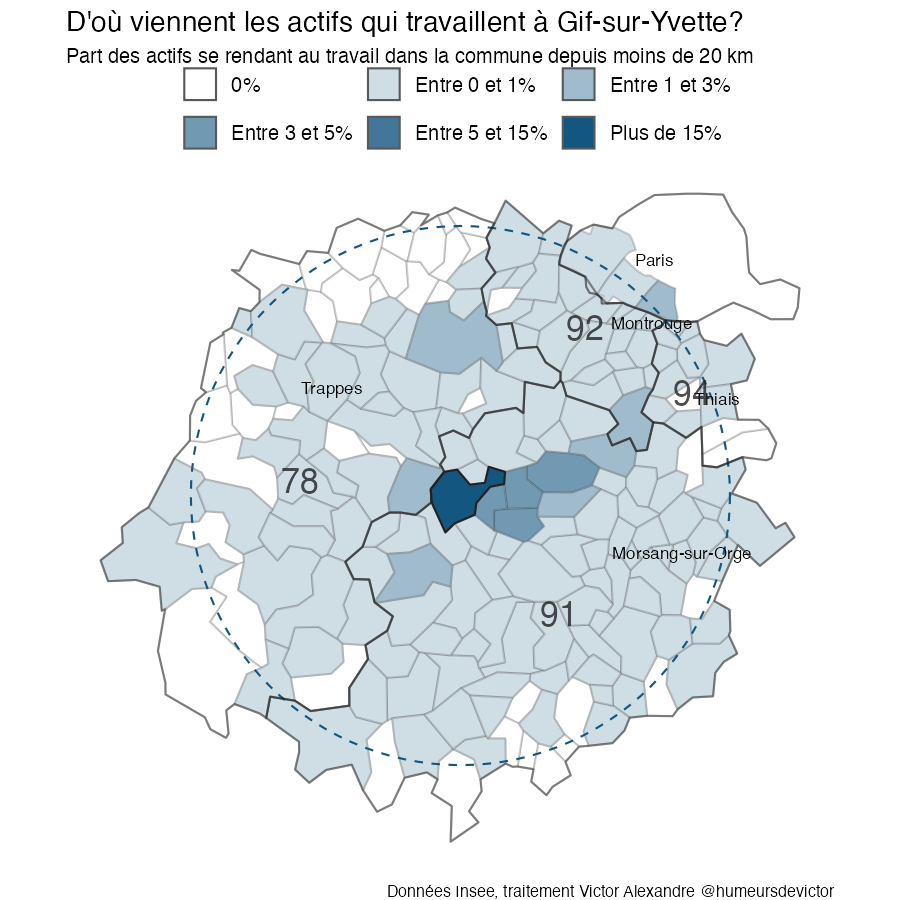 D'où viennent les actifs qui travaillent à Gif-sur-Yvette?
Part des actifs se rendant au travail dans la commune depuis moins de 20 km
0% Entre 0 et 1% Entre 1 et 3%
Entre 3 et 5% Entre 5 et 15% Plus de 15%
Paris
92 Montrouge
Trappes
94 Thiais
78
Morsang-sur-Orge
91
Données Insee, traitement Victor Alexandre @humeursdevictor